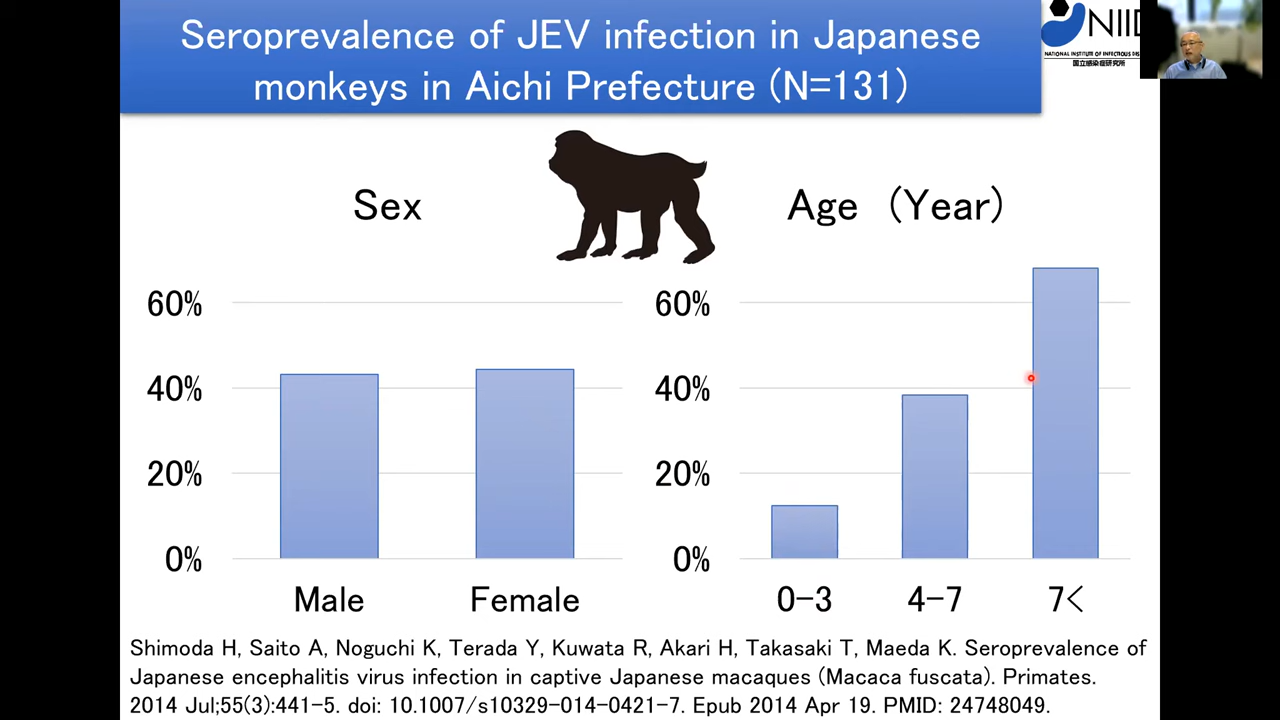 Seroprevalence of JEV infection in Japanese
monkeys in Aichi Prefecture (N=131)
NIID
NATIONAL INSTITUTE OF INFECTIOUS DIS
国立感染症研究所
Sex
Age (Year)
60%
40%
20%
0%
Male
Female
60%
40%
20%
0%
0-3
4-7
7<
Shimoda H, Saito A, Noguchi K, Terada Y, Kuwata R, Akari H, Takasaki T, Maeda K. Seroprevalence of
Japanese encephalitis virus infection in captive Japanese macaques (Macaca fuscata). Primates.
2014 Jul;55(3):441-5. doi: 10.1007/s10329-014-0421-7. Epub 2014 Apr 19. PMID: 24748049.